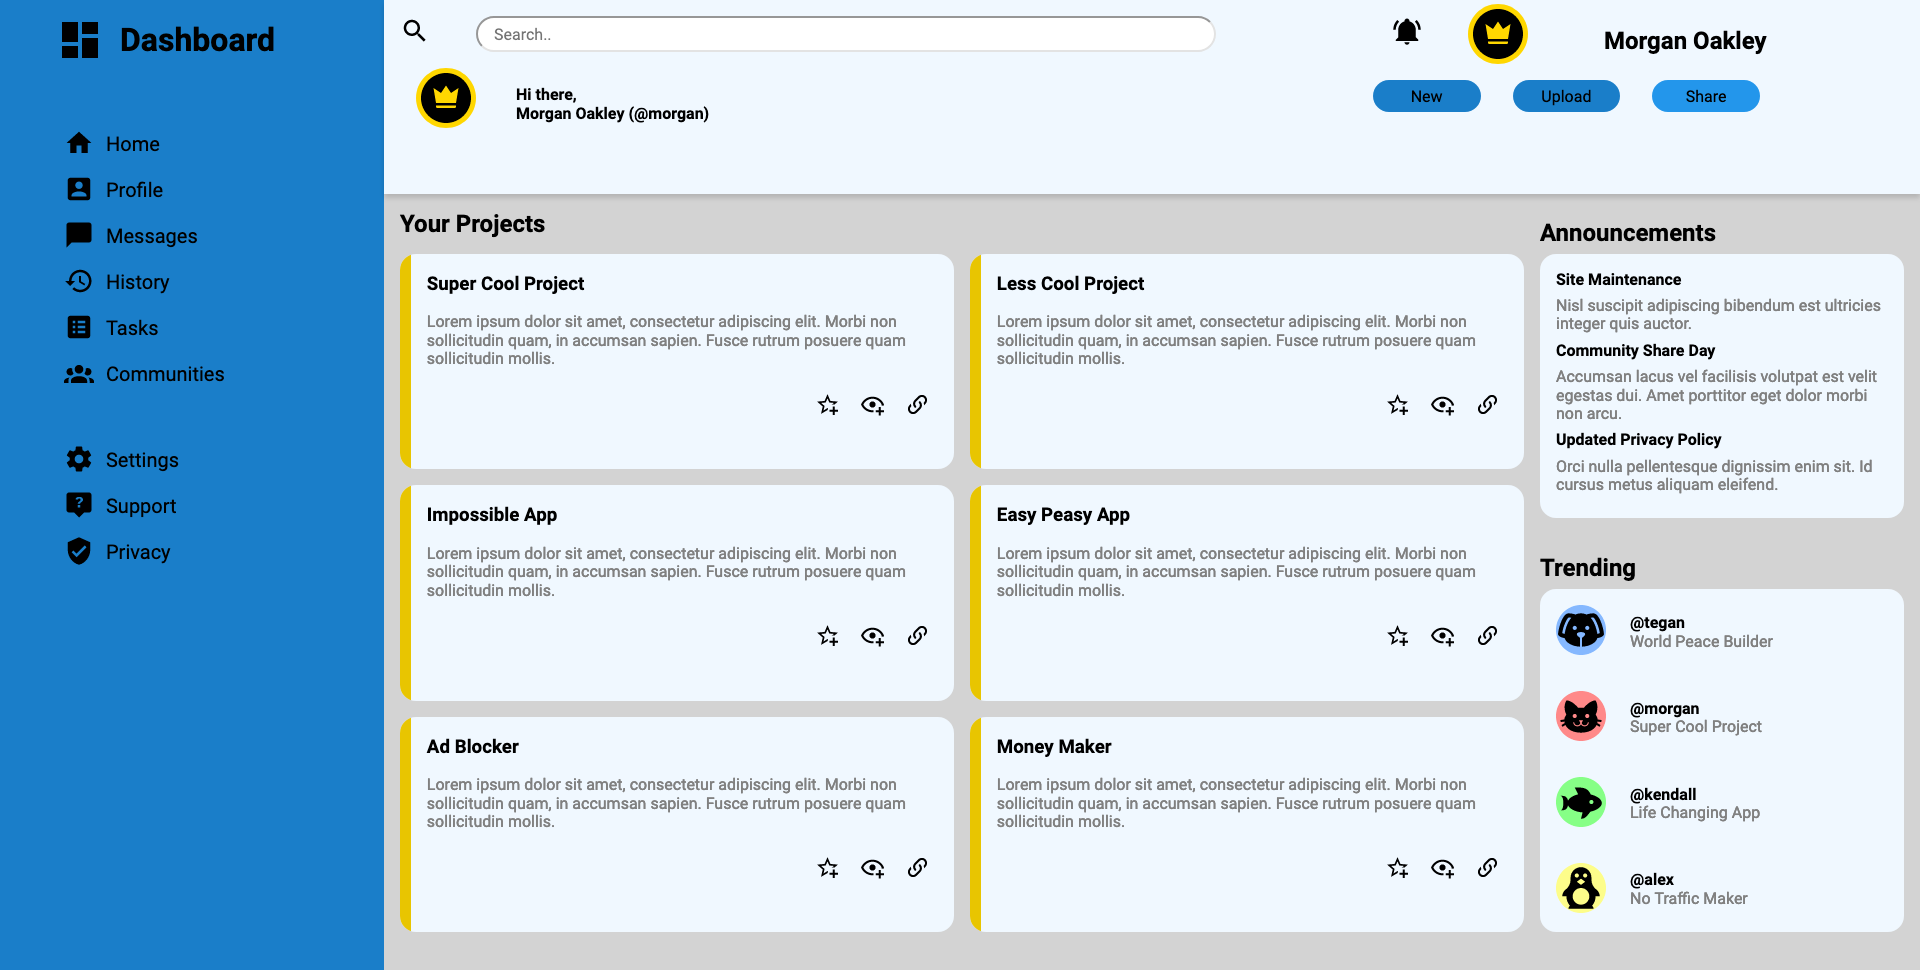 Dashboard
Home
Profile
Messages
History
Tasks
Communities
Settings
Support
Privacy
Search..
Morgan Oakley
Hi there,
Morgan Oakley (@morgan)
New
Upload
Share
Your Projects
Super Cool Project
Lorem ipsum dolor sit amet, consectetur adipiscing elit. Morbi non
sollicitudin quam, in accumsan sapien. Fusce rutrum posuere quam
sollicitudin mollis.
Less Cool Project
Lorem ipsum dolor sit amet, consectetur adipiscing elit. Morbi non
sollicitudin quam, in accumsan sapien. Fusce rutrum posuere quam
sollicitudin mollis.
Impossible App
Lorem ipsum dolor sit amet, consectetur adipiscing elit. Morbi non
sollicitudin quam, in accumsan sapien. Fusce rutrum posuere quam
sollicitudin mollis.
Easy Peasy App
Lorem ipsum dolor sit amet, consectetur adipiscing elit. Morbi non
sollicitudin quam, in accumsan sapien. Fusce rutrum posuere quam
sollicitudin mollis.
Ad Blocker
Lorem ipsum dolor sit amet, consectetur adipiscing elit. Morbi non
sollicitudin quam, in accumsan sapien. Fusce rutrum posuere quam
sollicitudin mollis.
Money Maker
Lorem ipsum dolor sit amet, consectetur adipiscing elit. Morbi non
sollicitudin quam, in accumsan sapien. Fusce rutrum posuere quam
sollicitudin mollis.
Announcements
Site Maintenance
Nisl suscipit adipiscing bibendum est ultricies
integer quis auctor.
Community Share Day
Accumsan lacus vel facilisis volutpat est velit
egestas dui. Amet porttitor eget dolor morbi
non arcu.
Updated Privacy Policy
Orci nulla pellentesque dignissim enim sit. Id
cursus metus aliquam eleifend.
Trending
@tegan
World Peace Builder
@morgan
Super Cool Project
@kendall
Life Changing App
@alex
No Traffic Maker